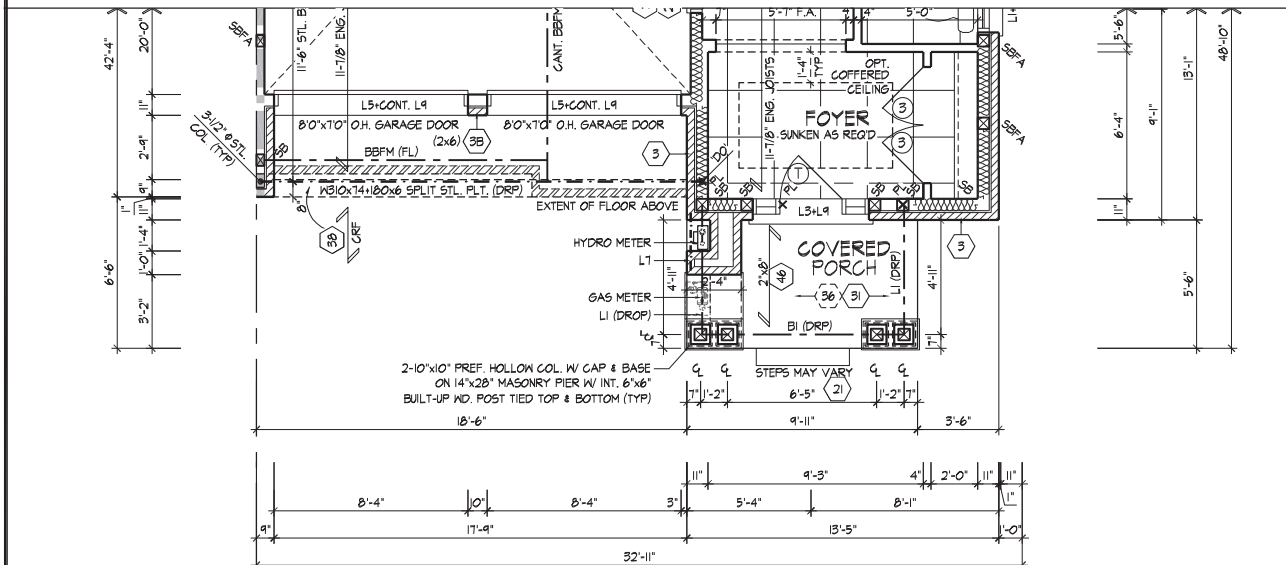 42'-4"
20'-0"
11"
2'-9"
9"
1"
11"
1'-4"
1'-0"
3'-2"
6'-6"
SBFA
11'-6" STL. B
11-7/8" ENG.
CANT. BBFM
5'-7" F.A.
4"
4"
5'-0"
L1+
SBFA
SBFA
5'-6"
6'-4"
11"
9'-1"
13'-1"
5'-6"
48'-10"
3-1/2" Φ STL.
COL (TYP)
L5+CONT. L9
L5+CONT. L9
8'0"x7'0" O.H. GARAGE DOOR
8'0"x7'0" O.H. GARAGE DOOR
(2x6)
3B
3
SB
BBFM (FL)
W310x74+180x6 SPLIT STL. PLT. (DRP)
8"
EXTENT OF FLOOR ABOVE
38
CRF
11-7/8" ENG. JOISTS
1'-4"
TYP
OPT.
COFFERED
CEILING
FOYER
SUNKEN AS REQ'D
3
3
1
DO
PL
SB
SB
PL
SB
PL
SB
SB
L3+L9
3
HYDRO METER
L7
GAS METER
L1 (DROP)
4'-11"
2'-4"
7"
2"x8"
46
COVERED
PORCH
36
31
L1 (DRP)
B1 (DRP)
4'-11"
7"
2-10"x10" PREF. HOLLOW COL. W/ CAP & BASE
ON 14"x28" MASONRY PIER W/ INT. 6"x6"
BUILT-UP WD. POST TIED TOP & BOTTOM (TYP)
STEPS MAY VARY
21
7"
1'-2"
6'-5"
1'-2"
7"
18'-6"
9'-11"
3'-6"
11"
9'-3"
4"
2'-0"
11"
11"
1"
8'-4"
10"
8'-4"
3"
5'-4"
8'-1"
9"
17'-9"
13'-5"
1'-0"
32'-11"